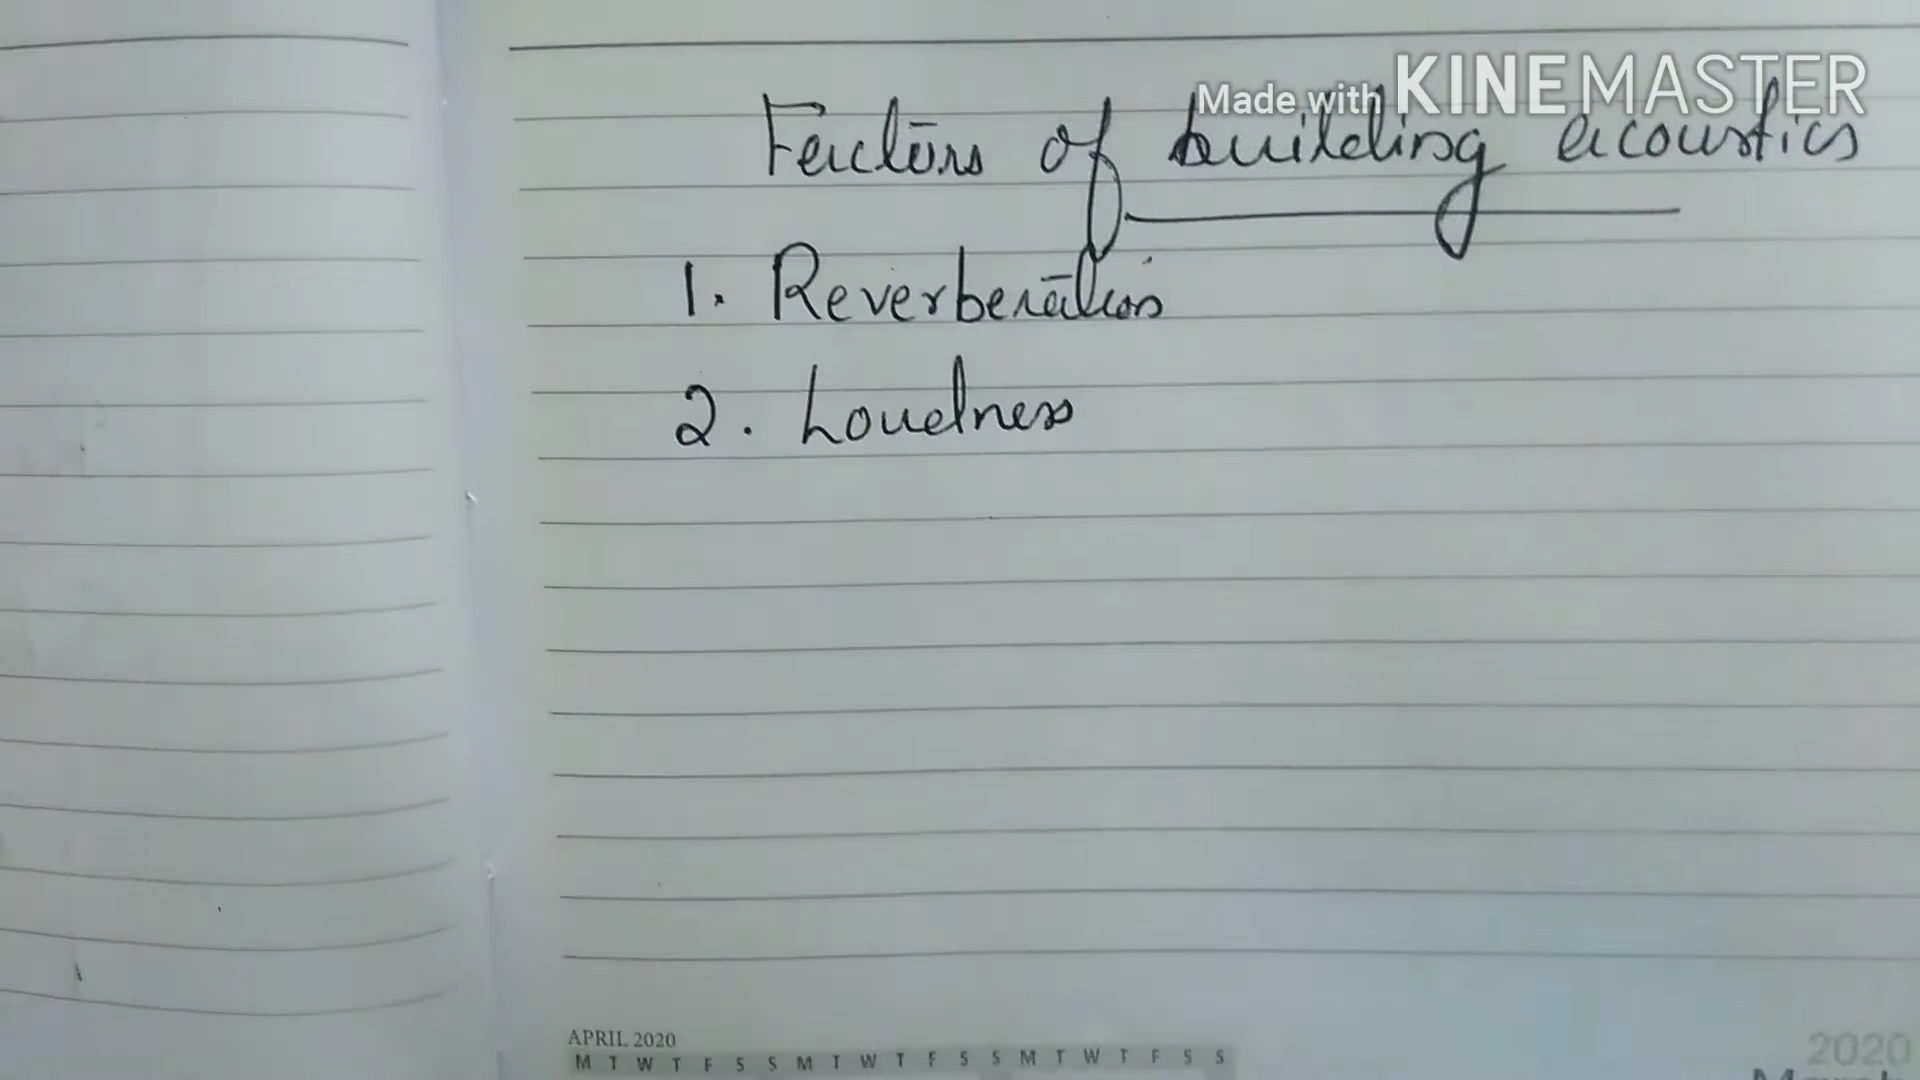 Made with KINEMASTER
Factors of building acoustics
1. Reverberation
2. Loudness
APRIL 2020
M T W T F S S M T W T F S S M T W T F S S
2020